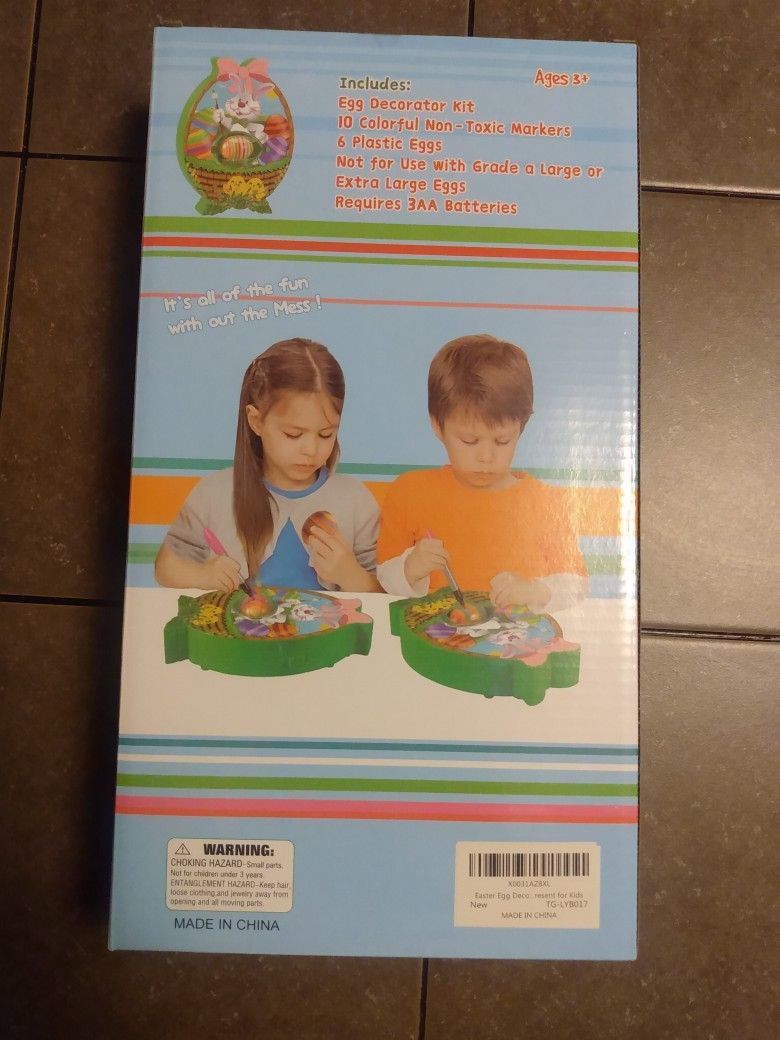 Includes:
Ages 3+
Egg Decorator Kit
10 Colorful Non-Toxic Markers
6 Plastic Eggs
Not for Use with Grade a Large or
Extra Large Eggs
Requires 3AA Batteries
It's all of the fun
with out the Mess !
WARNING:
CHOKING HAZARD-Small parts.
Not for children under 3 years.
ENTANGLEMENT HAZARD-Keep hair,
loose clothing,and jewelry away from
opening and all moving parts.
MADE IN CHINA
X0031AZ8XL
Easter Egg Deco...resent for Kids
New TG-LYB017
MADE IN CHINA